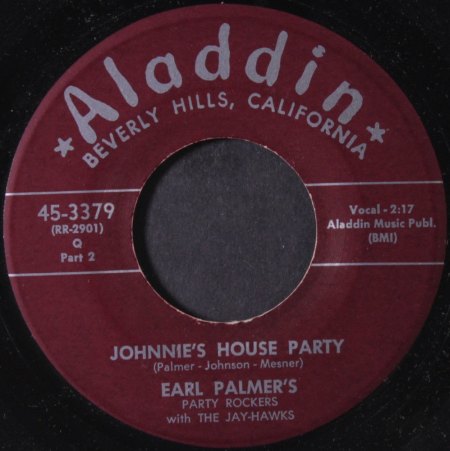 Aladdin
BEVERLY HILLS, CALIFORNIA
45-3379
(RR-2901)
Q
Part 2
Vocal - 2:17
Aladdin Music Publ.
(BMI)
JOHNNIE'S HOUSE PARTY
(Palmer - Johnson - Mesner)
EARL PALMER'S
PARTY ROCKERS
with THE JAY-HAWKS